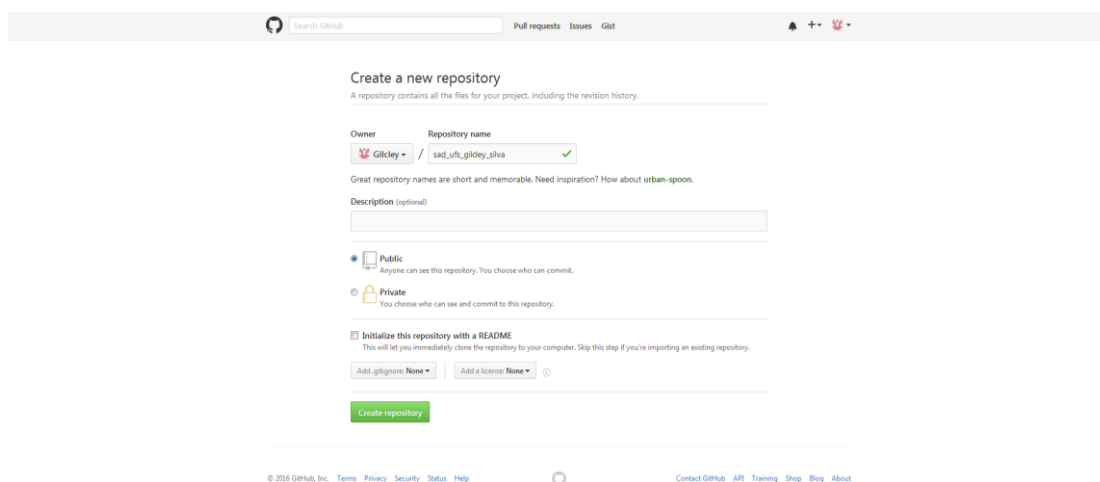 Search GitHub Pull requests Issues Gist
Create a new repository
A repository contains all the files for your project, including the revision history.
Owner Repository name
Gilcley / sad_ufs_gilcley_silva
Great repository names are short and memorable. Need inspiration? How about urban-spoon.
Description (optional)
Public
Anyone can see this repository. You choose who can commit.
Private
You choose who can see and commit to this repository.
Initialize this repository with a README
This will let you immediately clone the repository to your computer. Skip this step if you're importing an existing repository.
Add .gitignore: None Add a license: None
Create repository
© 2016 GitHub, Inc. Terms Privacy Security Status Help Contact GitHub API Training Shop Blog About